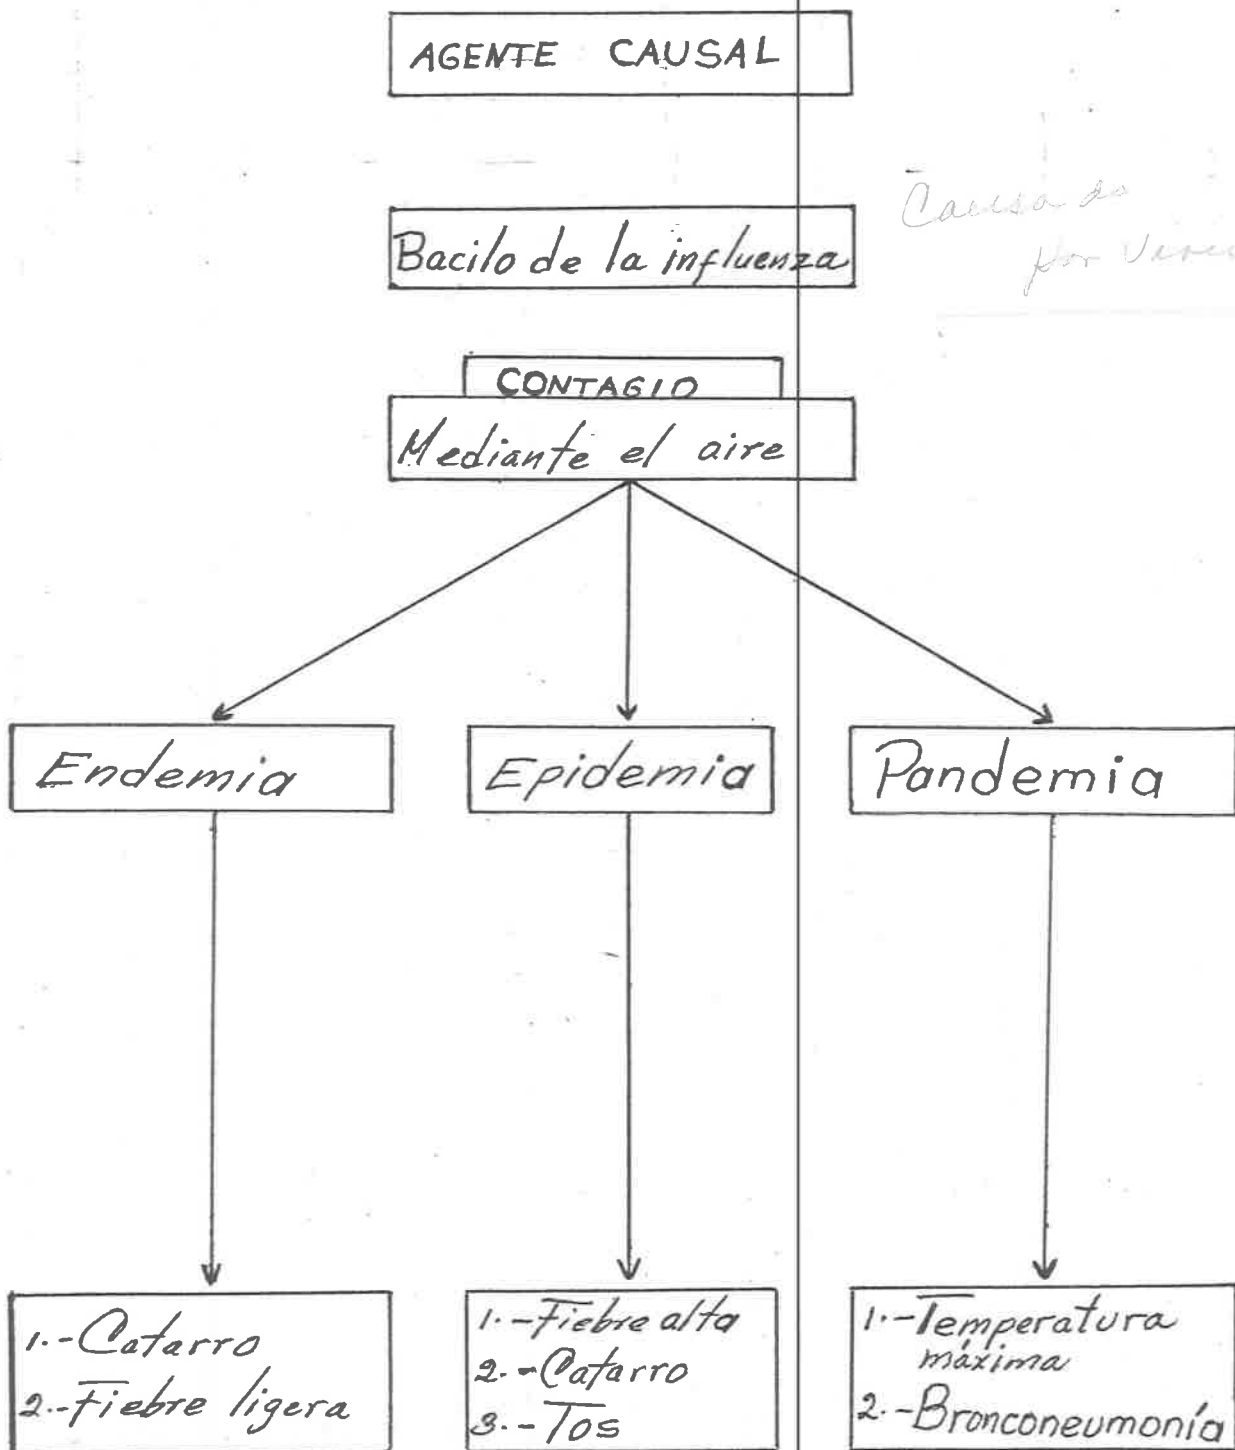 AGENTE CAUSAL
Causado
por
Bacilo de la influenza
CONTAGIO
Mediante el aire
Endemia
Epidemia
Pandemia
1.-Catarro
2.-Fiebre ligera
1.-Fiebre alta
2.-Catarro
3.-Tos
1.-Temperatura
máxima
2.-Bronconeumonía